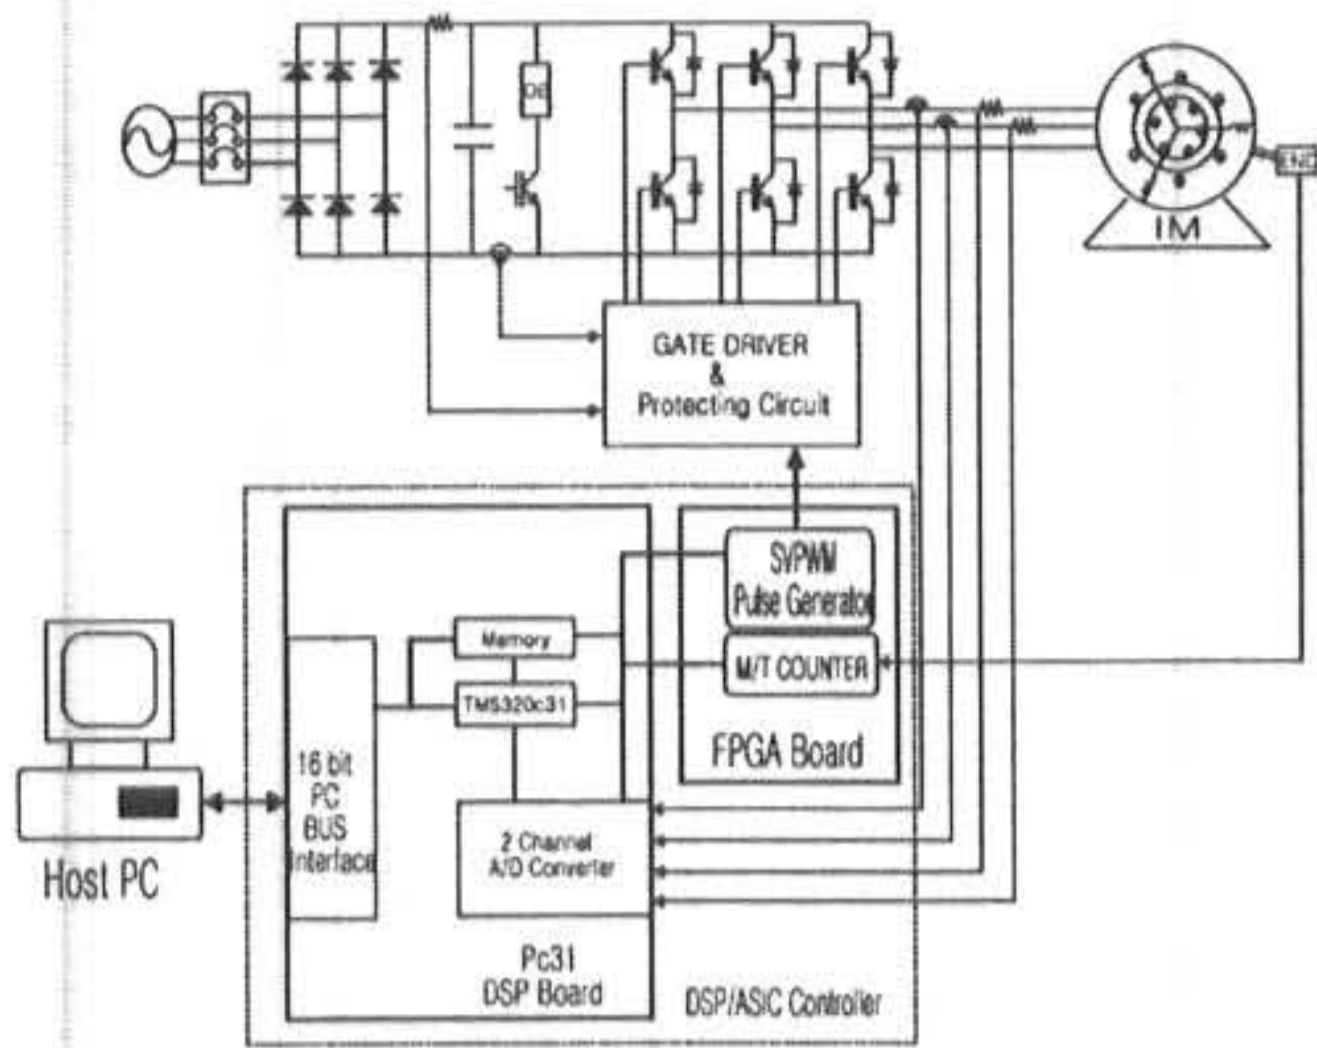 DB
IM
ENC
GATE DRIVER
&
Protecting Circuit
SVPWM
Pulse Generator
M/T COUNTER
FPGA Board
Memory
TMS320c31
16 bit
PC
BUS
Interface
2 Channel
A/D Converter
Host PC
Pc31
DSP Board
DSP/ASIC Controller